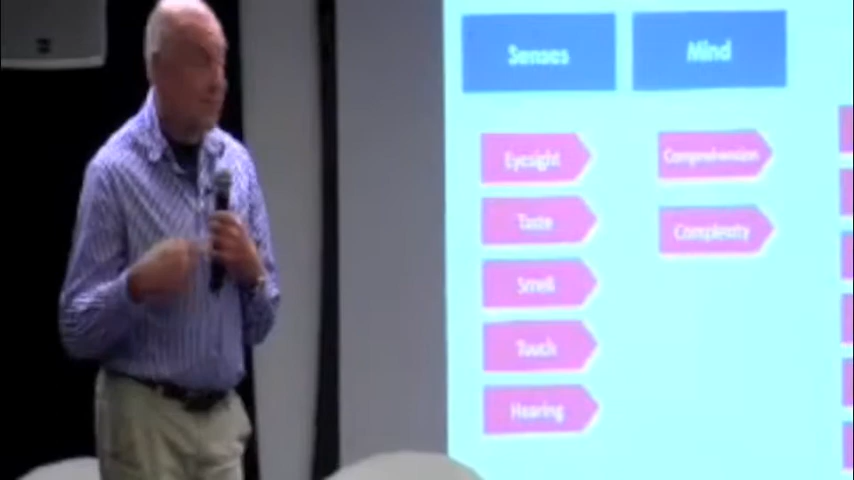 Senses
Mind
Eyesight
Comprehension
Taste
Complexity
Smell
Touch
Hearing